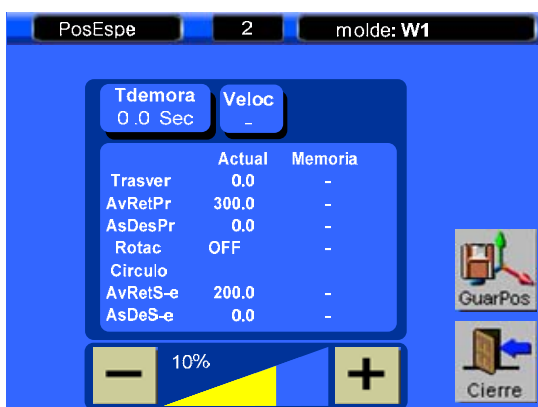 PosEspe 2 molde: W1
Tdemora Veloc
0.0 Sec -
Actual Memoria
Trasver 0.0 -
AvRetPr 300.0 -
AsDesPr 0.0 -
Rotac OFF -
Circulo
AvRetS-e 200.0 -
AsDeS-e 0.0 -
GuarPos
10%
Cierre